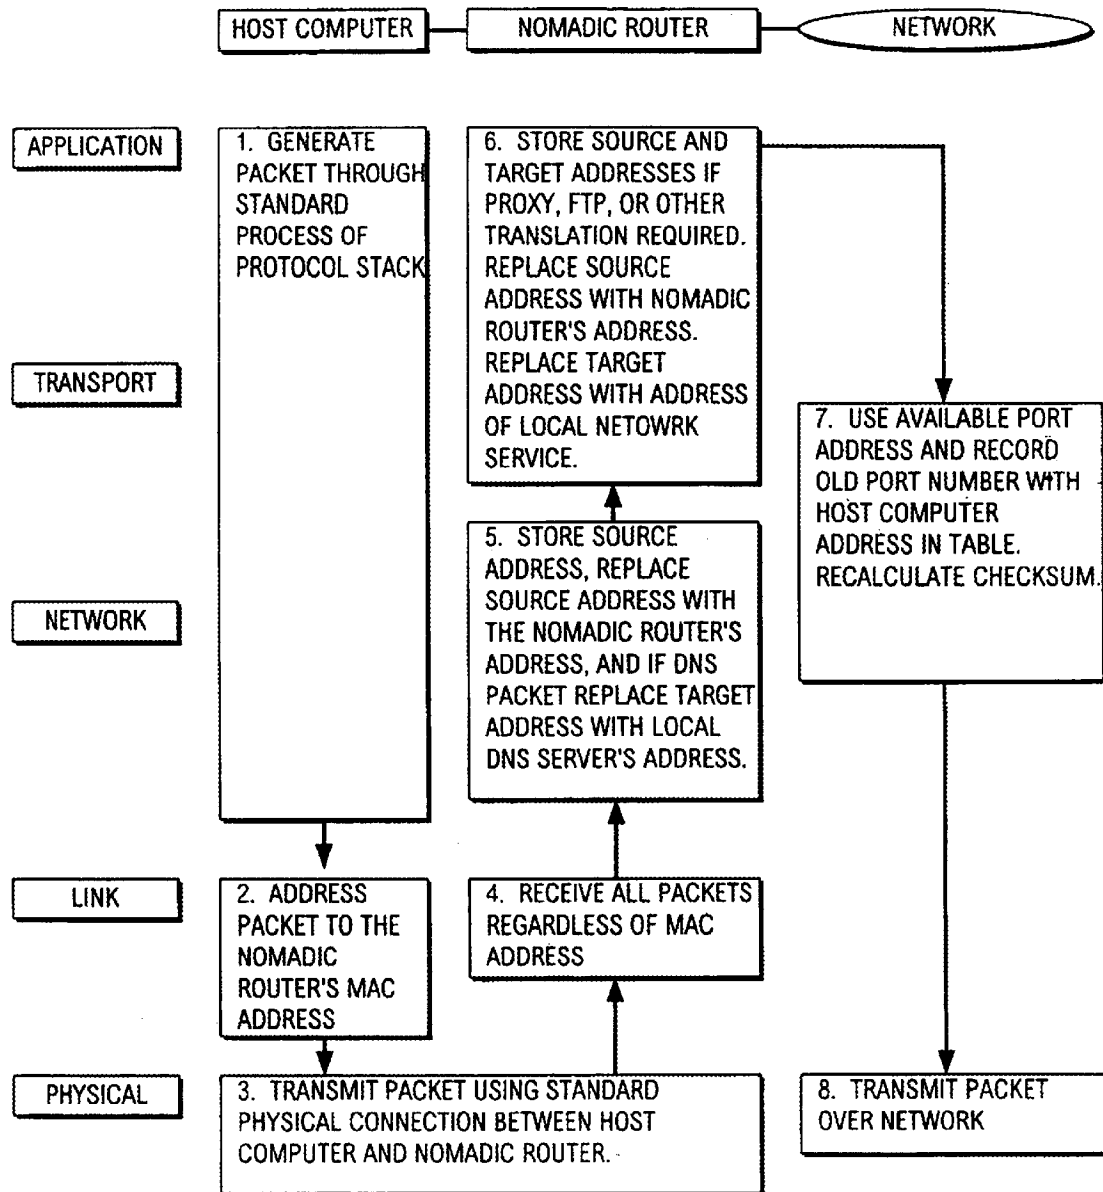 HOST COMPUTER
NOMADIC ROUTER
NETWORK
APPLICATION
TRANSPORT
NETWORK
LINK
PHYSICAL
1. GENERATE
PACKET THROUGH
STANDARD
PROCESS OF
PROTOCOL STACK
2. ADDRESS
PACKET TO THE
NOMADIC
ROUTER'S MAC
ADDRESS
3. TRANSMIT PACKET USING STANDARD
PHYSICAL CONNECTION BETWEEN HOST
COMPUTER AND NOMADIC ROUTER.
4. RECEIVE ALL PACKETS
REGARDLESS OF MAC
ADDRESS
5. STORE SOURCE
ADDRESS, REPLACE
SOURCE ADDRESS WITH
THE NOMADIC ROUTER'S
ADDRESS, AND IF DNS
PACKET REPLACE TARGET
ADDRESS WITH LOCAL
DNS SERVER'S ADDRESS.
6. STORE SOURCE AND
TARGET ADDRESSES IF
PROXY, FTP, OR OTHER
TRANSLATION REQUIRED.
REPLACE SOURCE
ADDRESS WITH NOMADIC
ROUTER'S ADDRESS.
REPLACE TARGET
ADDRESS WITH ADDRESS
OF LOCAL NETOWRK
SERVICE.
7. USE AVAILABLE PORT
ADDRESS AND RECORD
OLD PORT NUMBER WITH
HOST COMPUTER
ADDRESS IN TABLE.
RECALCULATE CHECKSUM.
8. TRANSMIT PACKET
OVER NETWORK